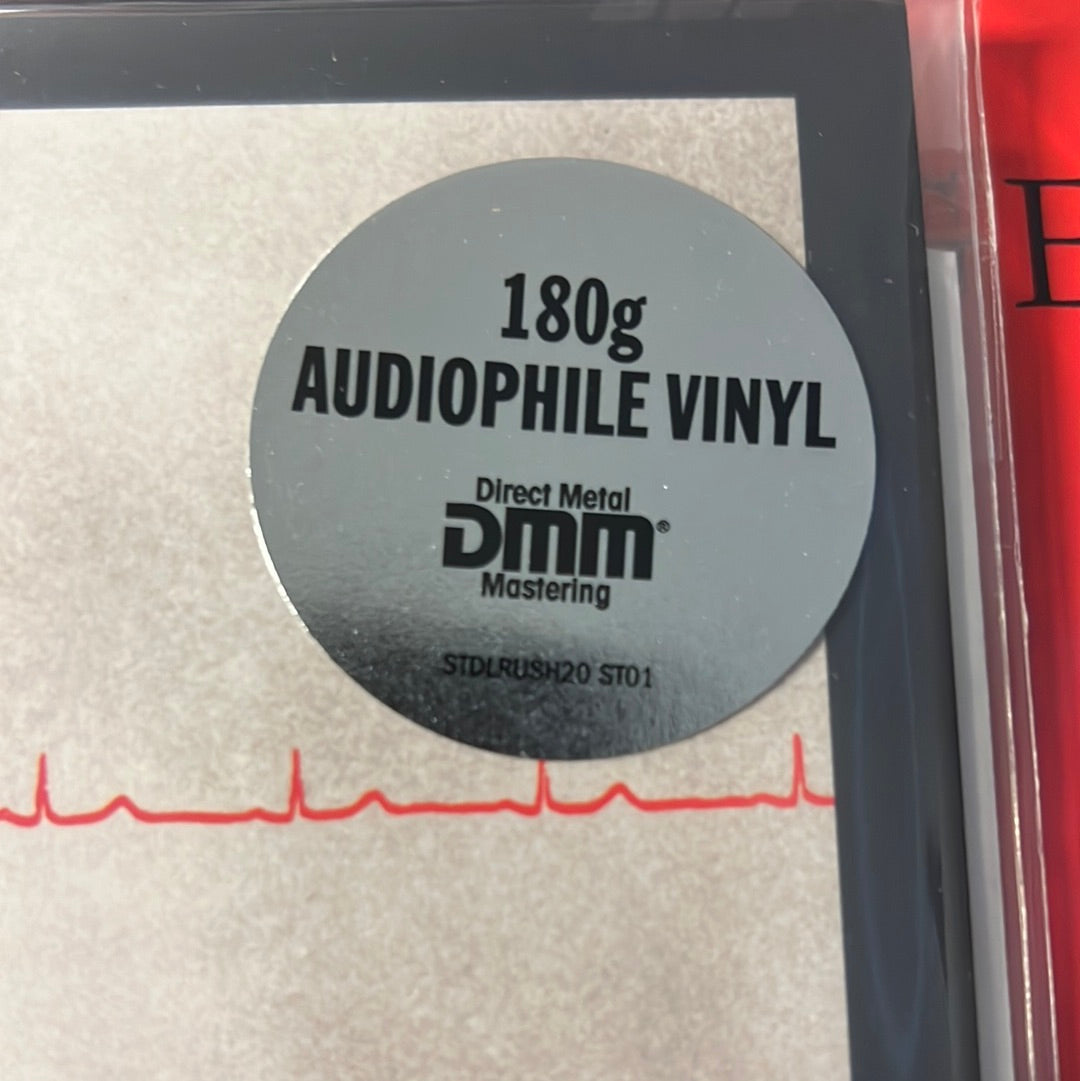 180g
AUDIOPHILE VINYL
Direct Metal
DMM®
Mastering
STDLRUSH20 ST01
E